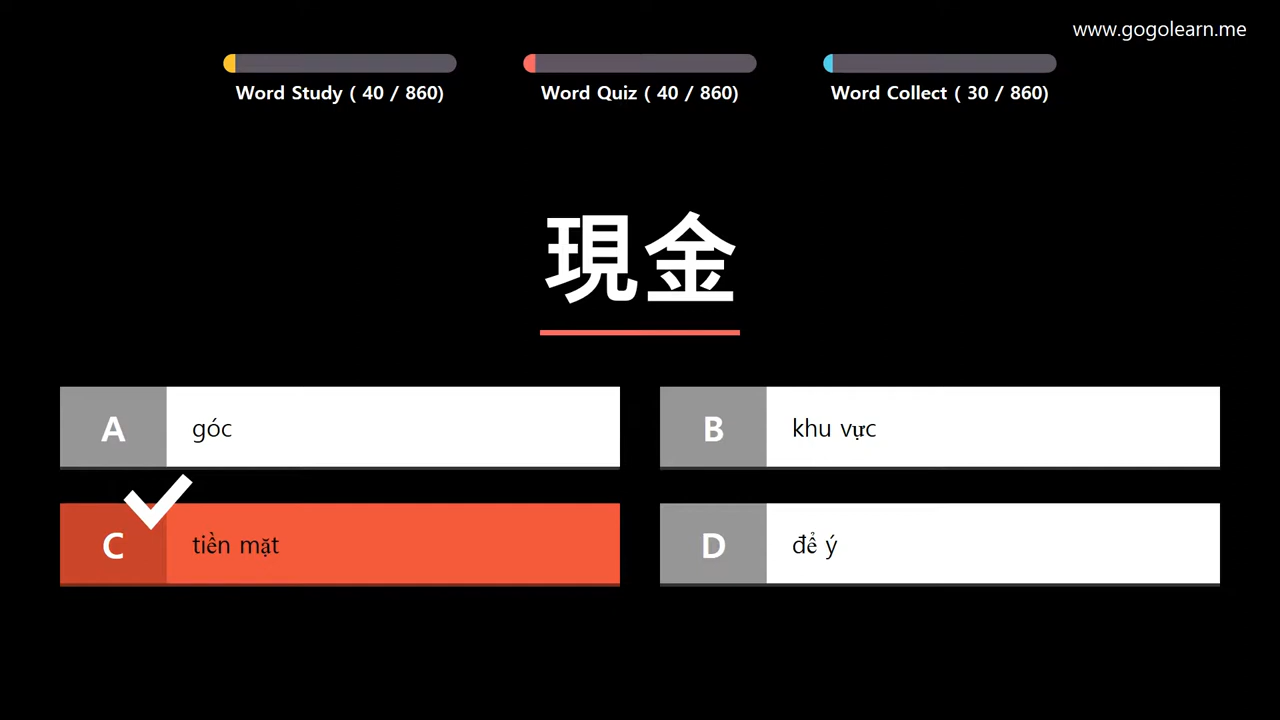 www.gogolearn.me
Word Study ( 40 / 860)
Word Quiz ( 40 / 860)
Word Collect ( 30 / 860)
現金
A góc
B khu vực
C tiền mặt
D để ý